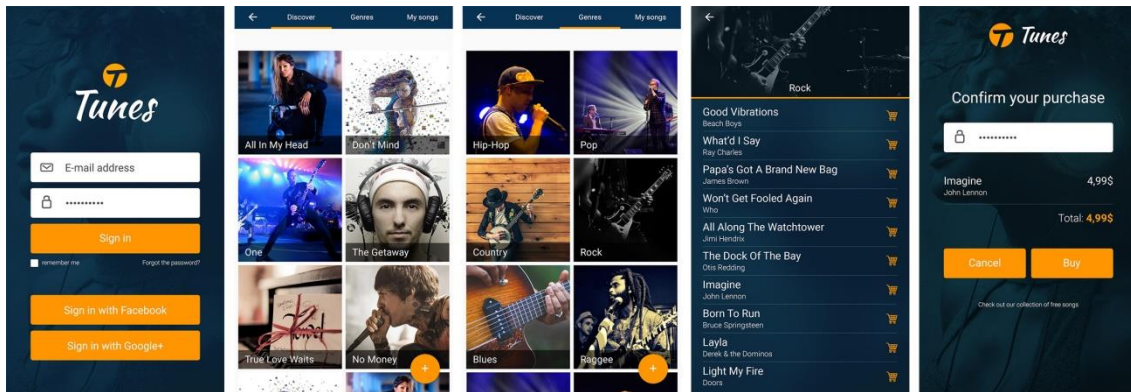 T
Tunes
E-mail address
Sign in
remember me
Forgot the password?
Sign in with Facebook
Sign in with Google+
Discover
Genres
My songs
All In My Head
Don't Mind
One
The Getaway
True Love Waits
No Money
+
Discover
Genres
My songs
Hip-Hop
Pop
Country
Rock
Blues
Raggee
+
Rock
Good Vibrations
Beach Boys
What'd I Say
Ray Charles
Papa's Got A Brand New Bag
James Brown
Won't Get Fooled Again
Who
All Along The Watchtower
Jimi Hendrix
The Dock Of The Bay
Otis Redding
Imagine
John Lennon
Born To Run
Bruce Springsteen
Layla
Derek & the Dominos
Light My Fire
Doors
T Tunes
Confirm your purchase
Imagine 4,99$
John Lennon
Total: 4,99$
Cancel
Buy
Check out our collection of free songs